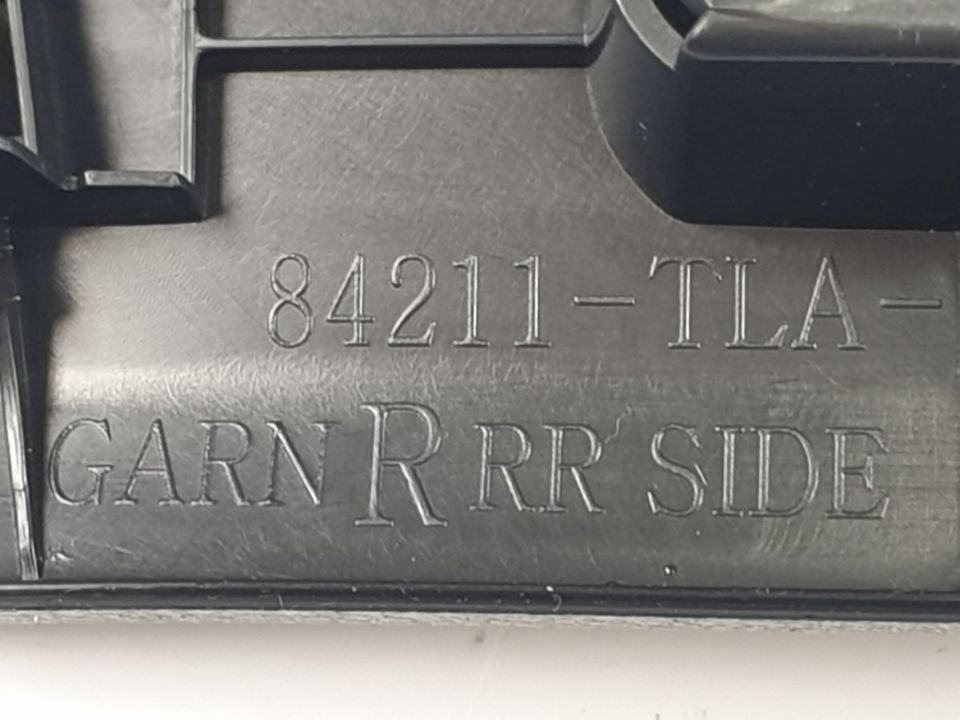 84211-TLA-
GARN R RR SIDE